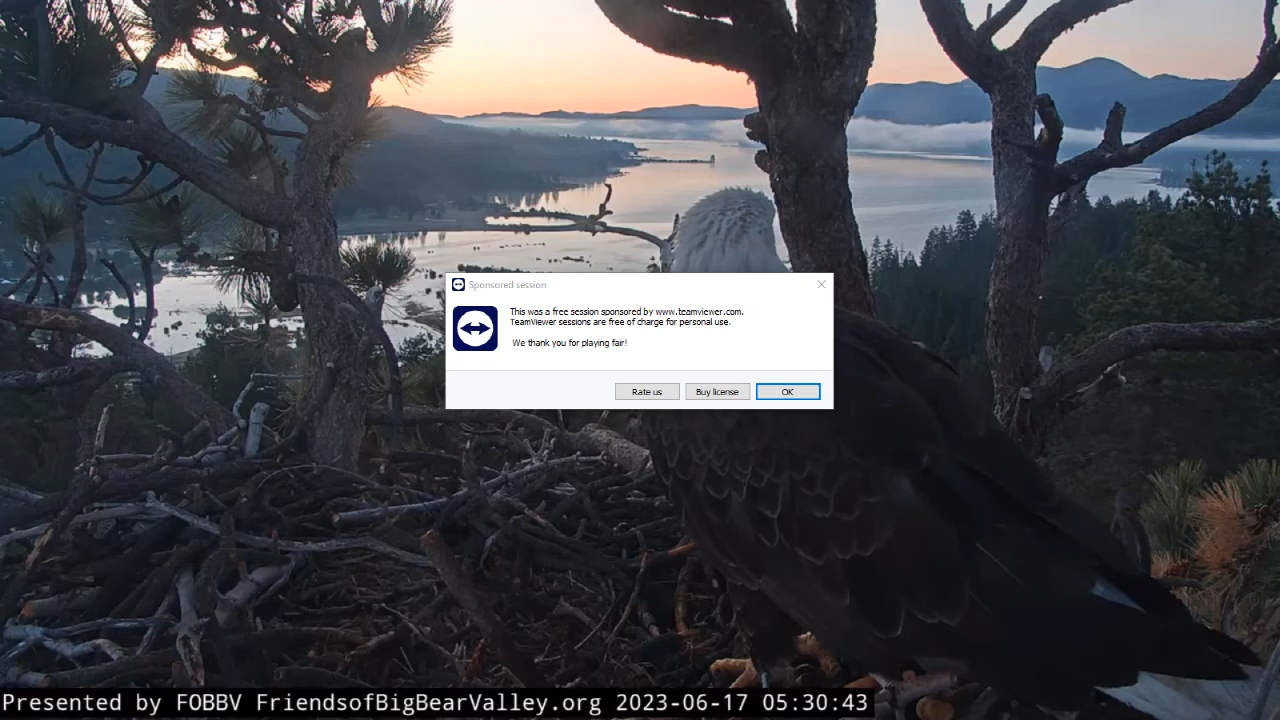 Sponsored session
This was a free session sponsored by www.teamviewer.com.
TeamViewer sessions are free of charge for personal use.
We thank you for playing fair!
Rate us
Buy license
OK
Presented by FOBBV FriendsofBigBearValley.org 2023-06-17 05:30:43